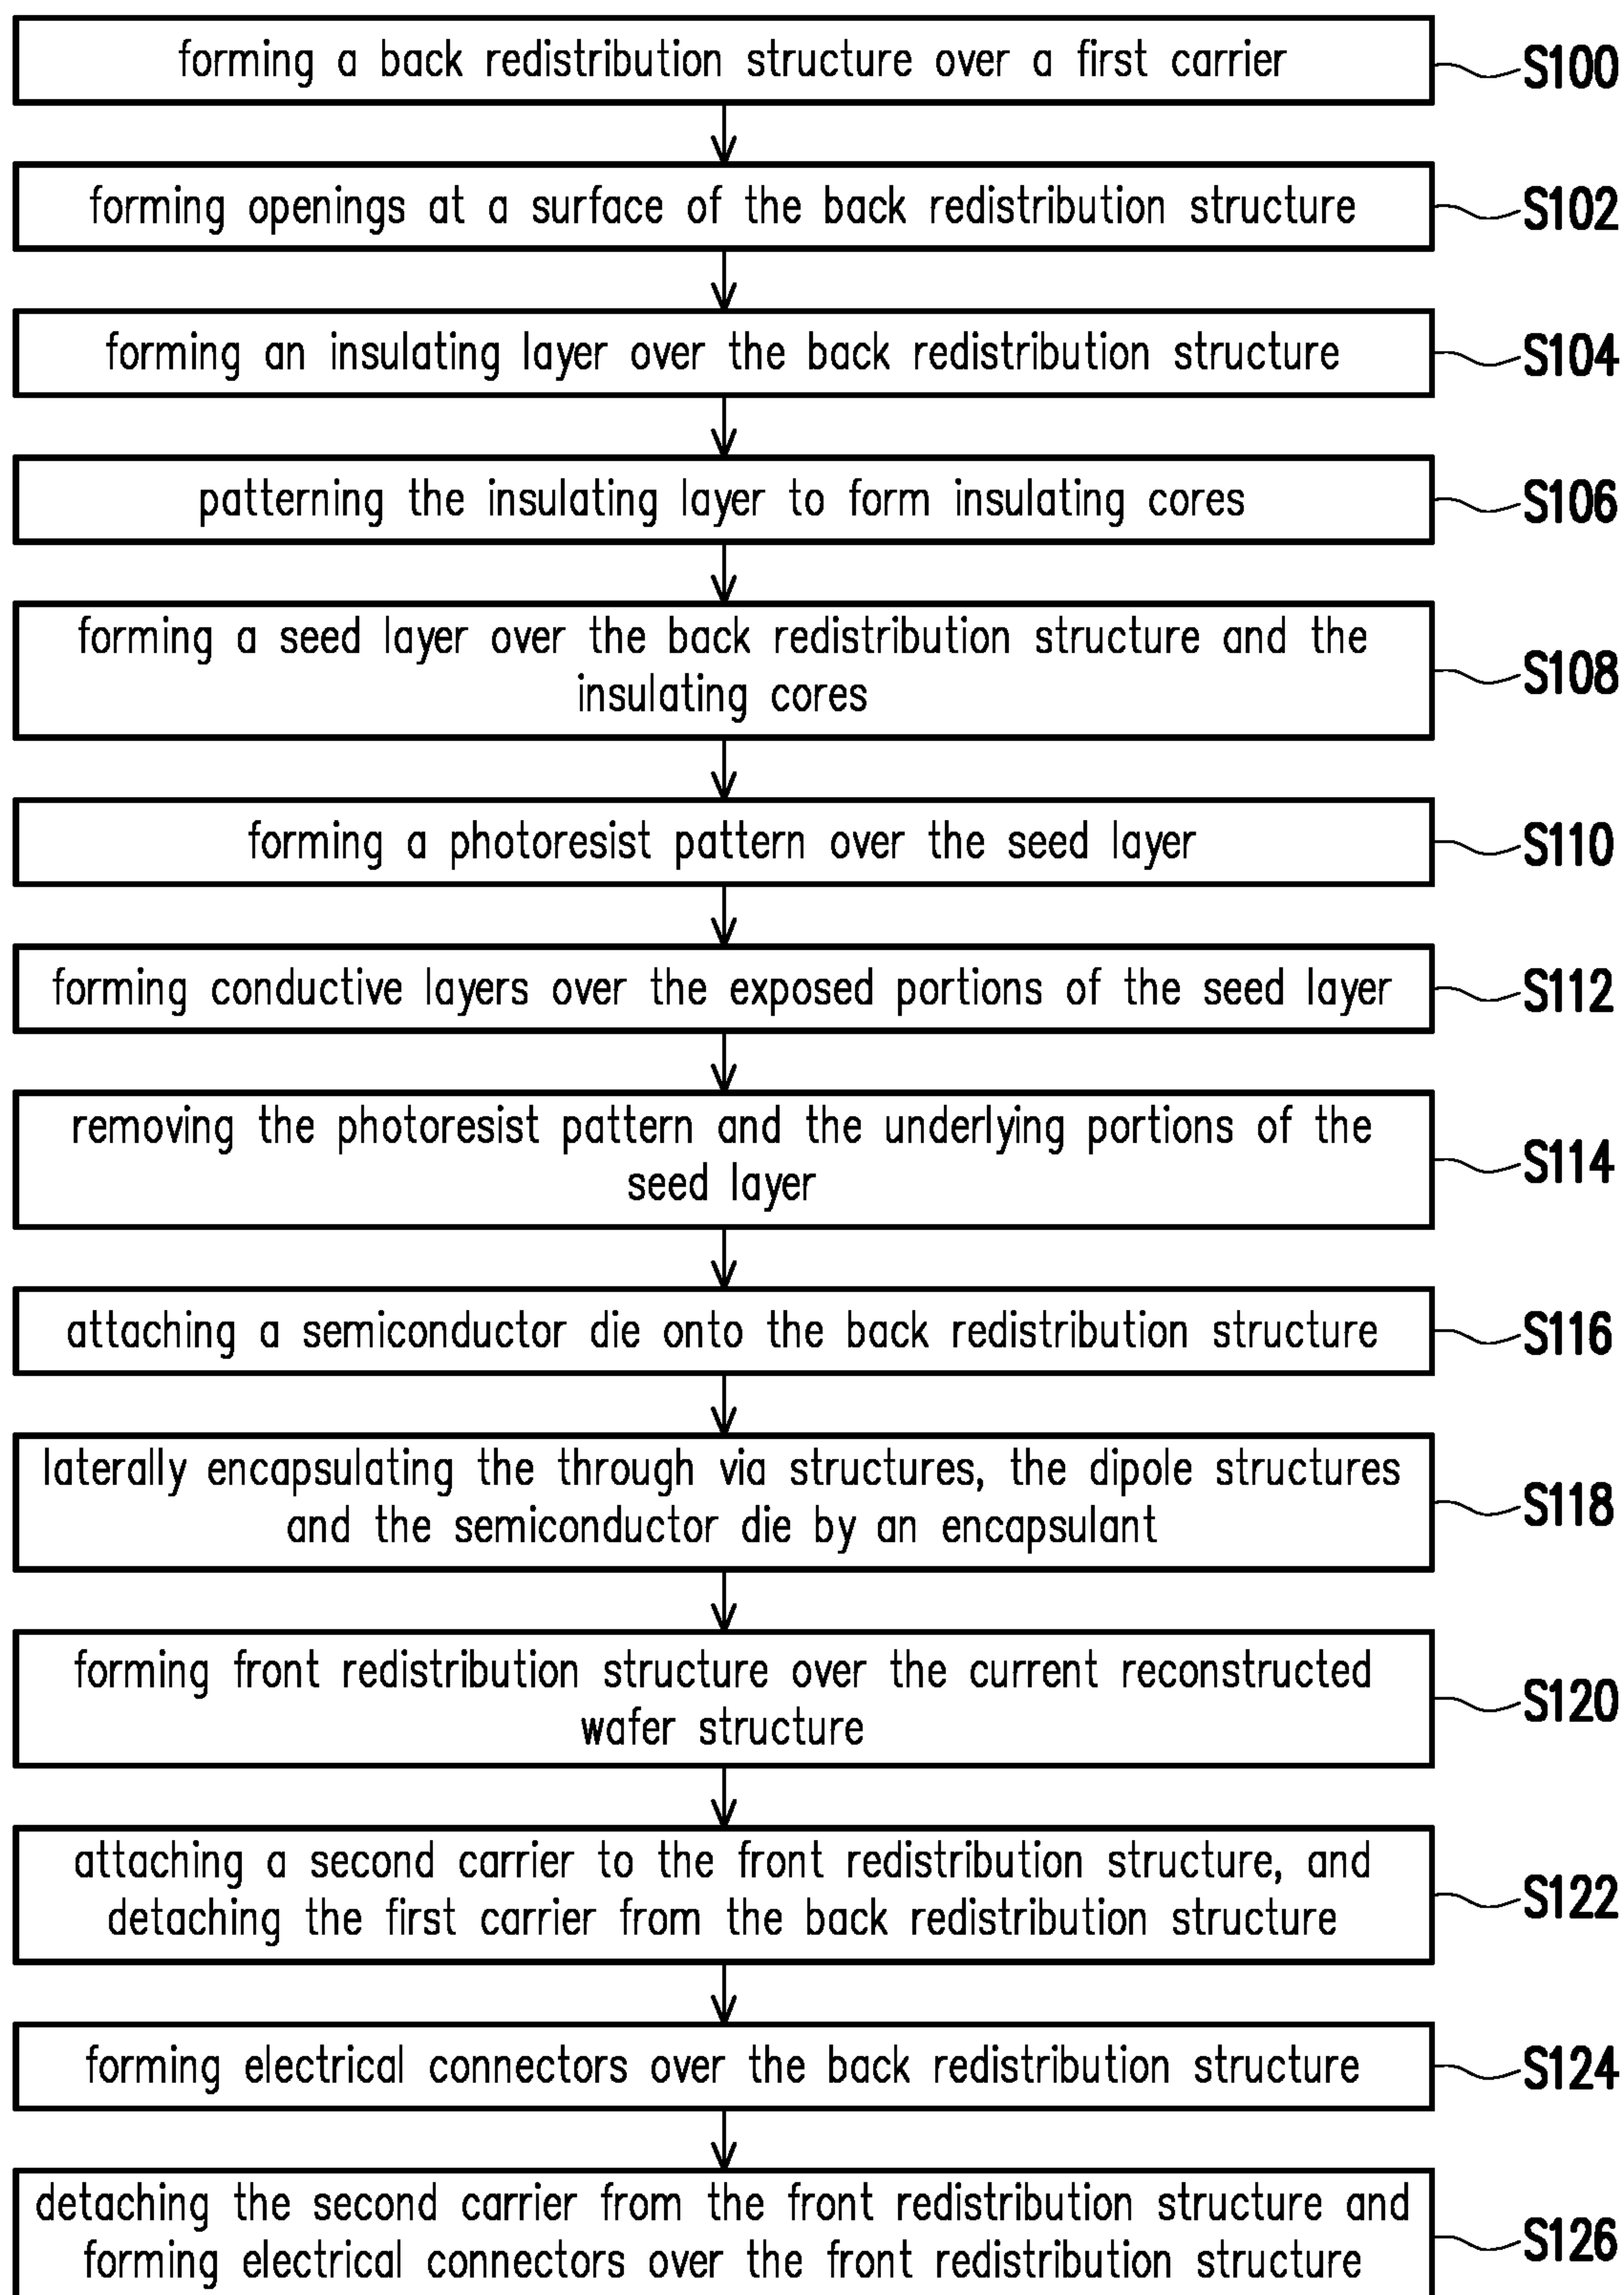 forming a back redistribution structure over a first carrier
S100
forming openings at a surface of the back redistribution structure
S102
forming an insulating layer over the back redistribution structure
S104
patterning the insulating layer to form insulating cores
S106
forming a seed layer over the back redistribution structure and the
insulating cores
S108
forming a photoresist pattern over the seed layer
S110
forming conductive layers over the exposed portions of the seed layer
S112
removing the photoresist pattern and the underlying portions of the
seed layer
S114
attaching a semiconductor die onto the back redistribution structure
S116
laterally encapsulating the through via structures, the dipole structures
and the semiconductor die by an encapsulant
S118
forming front redistribution structure over the current reconstructed
wafer structure
S120
attaching a second carrier to the front redistribution structure, and
detaching the first carrier from the back redistribution structure
S122
forming electrical connectors over the back redistribution structure
S124
detaching the second carrier from the front redistribution structure and
forming electrical connectors over the front redistribution structure
S126